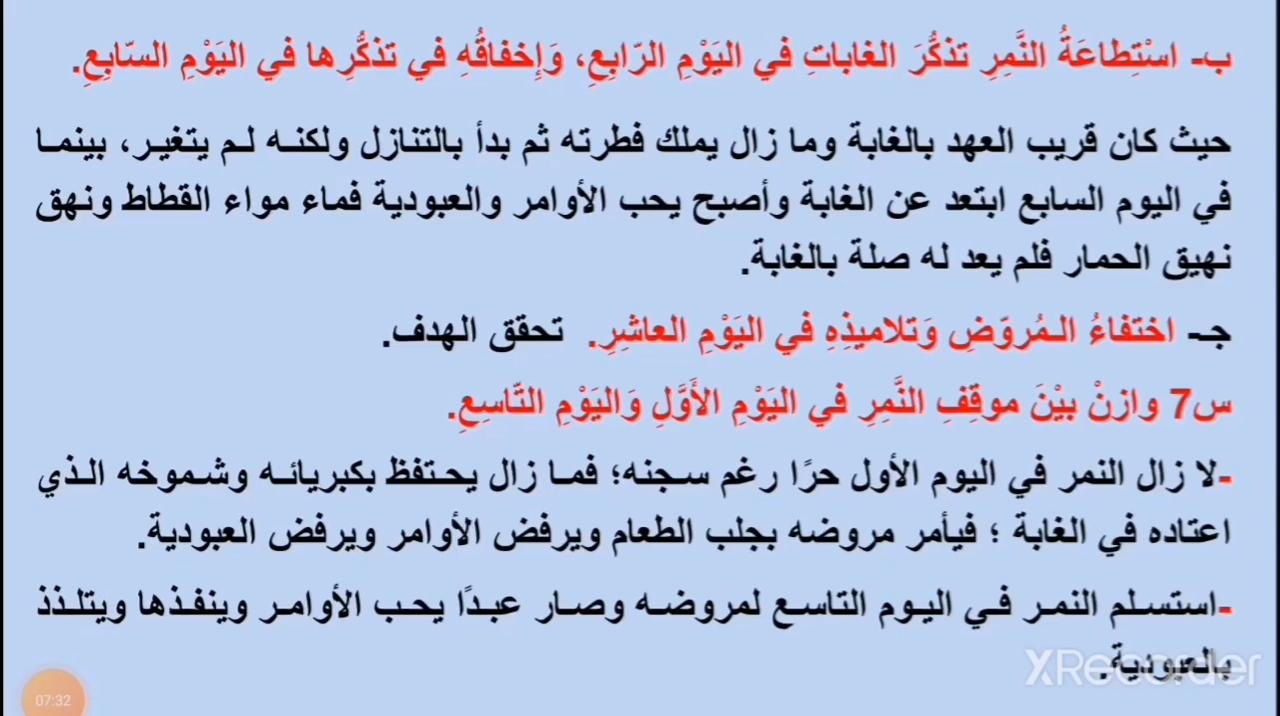 ب- اسْتِطاعَةُ النَّمِرِ تذكُّرَ الغاباتِ في اليَوْمِ الرّابِعِ، وَإِخفاقُهِ في تذكُّرِها في اليَوْمِ السّابِعِ.
حيث كان قريب العهد بالغابة وما زال يملك فطرته ثم بدأ بالتنازل ولكنه لم يتغير، بينما
في اليوم السابع ابتعد عن الغابة وأصبح يحب الأوامر والعبودية فماء مواء القطاط ونهق
نهيق الحمار فلم يعد له صلة بالغابة.
جـ- اختفاءُ المُروّضِ وَتلاميذِهِ في اليَوْمِ العاشِرِ. تحقق الهدف.
س7 وازنْ بيْنَ موقِفِ النَّمِرِ في اليَوْمِ الأَوَّلِ وَاليَوْمِ التّاسِعِ.
-لا زال النمر في اليوم الأول حرًا رغم سجنه؛ فما زال يحتفظ بكبريائه وشموخه الذي
اعتاده في الغابة ؛ فيأمر مروضه بجلب الطعام ويرفض الأوامر ويرفض العبودية.
-استسلم النمر في اليوم التاسع لمروضه وصار عبدًا يحب الأوامر وينفذها ويتلذذ
بالعبودية.
XRecorder
07:32